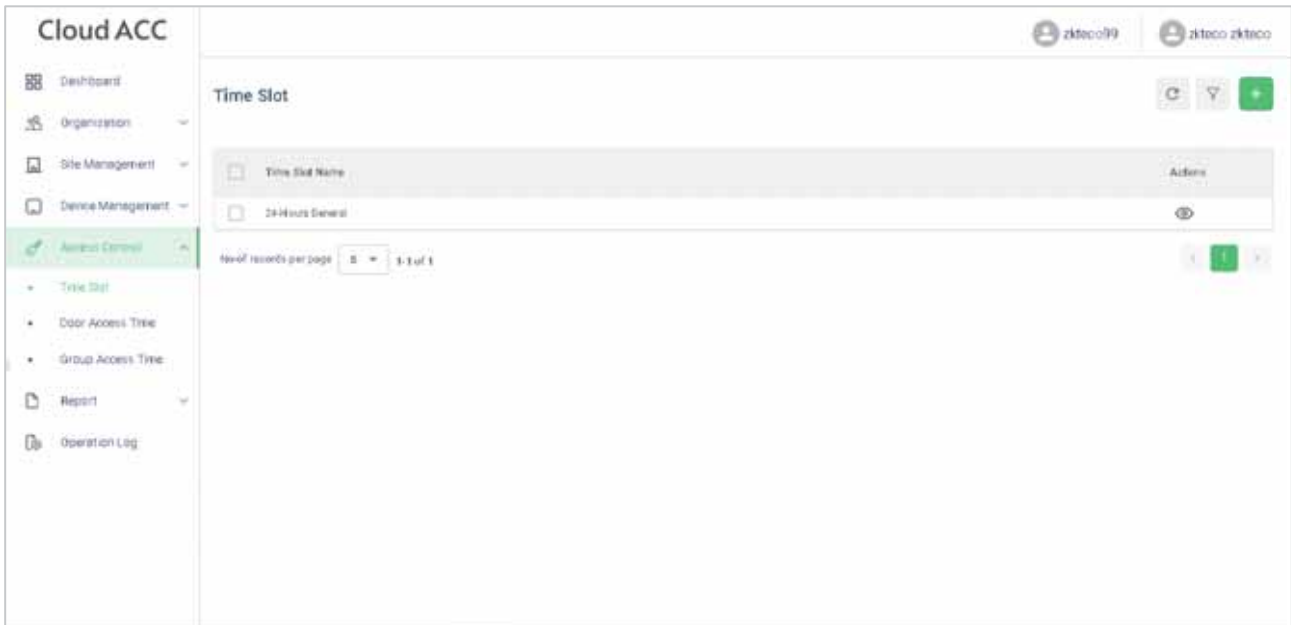 Cloud ACC
zkteco99
zkteco zkteco
Dashboard
Organization
Site Management
Device Management
Access Control
Time Slot
Door Access Time
Group Access Time
Report
Operation Log
Time Slot
Time Slot Name
Actions
24-Hours General
No of records per page
5
1-1 of 1
1